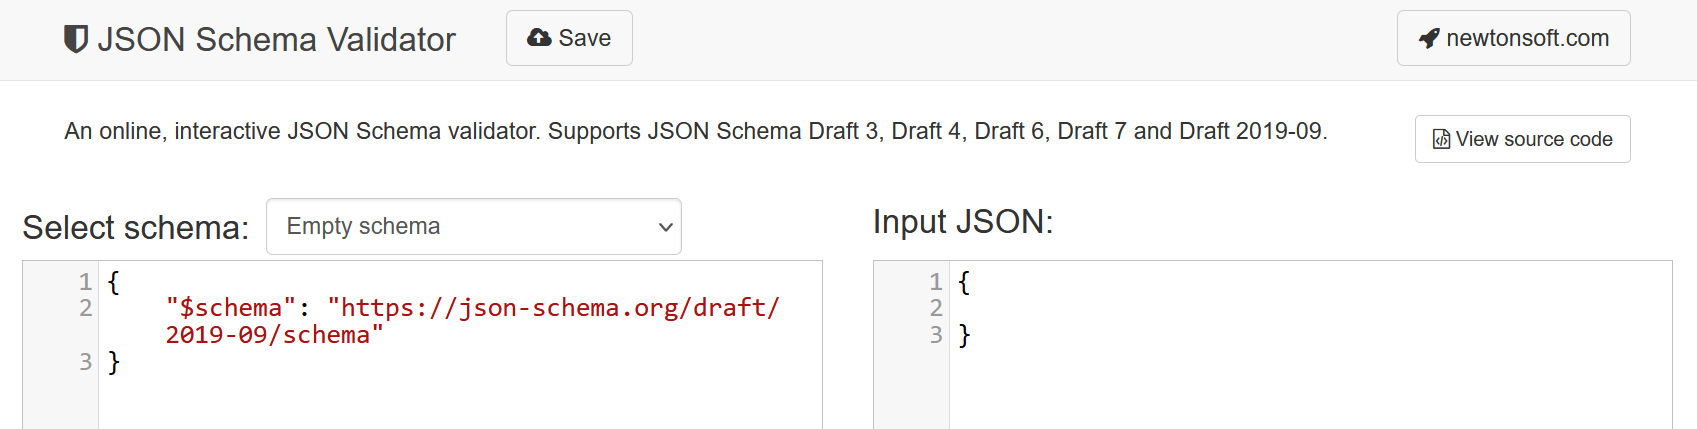 JSON Schema Validator
Save
newtonsoft.com
An online, interactive JSON Schema validator. Supports JSON Schema Draft 3, Draft 4, Draft 6, Draft 7 and Draft 2019-09.
View source code
Select schema:
Empty schema
Input JSON:
1 {
2 "$schema": "https://json-schema.org/draft/
2019-09/schema"
3 }
1 {
2
3 }